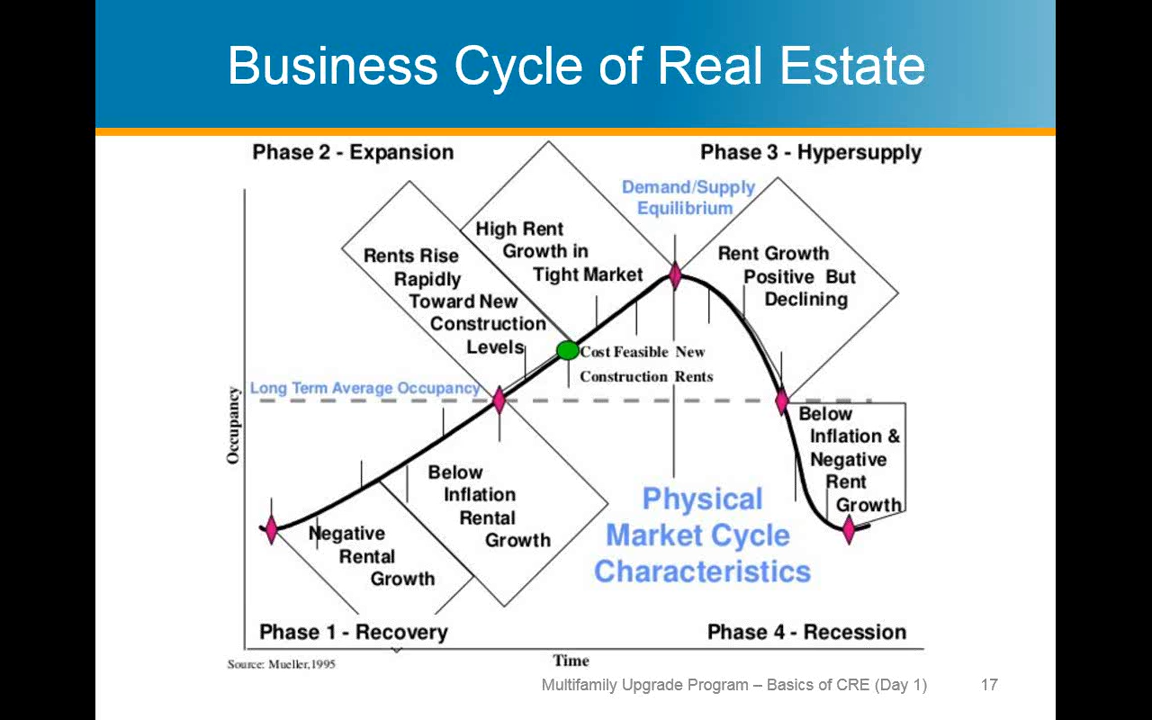 Business Cycle of Real Estate
Phase 2 - Expansion
Phase 3 - Hypersupply
Demand/Supply
Equilibrium
High Rent
Growth in
Tight Market
Rents Rise
Rapidly
Toward New
Construction
Levels
Rent Growth
Positive But
Declining
Cost Feasible New
Construction Rents
Long Term Average Occupancy
Occupancy
Below
Inflation &
Negative
Rent
Growth
Below
Inflation
Rental
Growth
Negative
Rental
Growth
Physical
Market Cycle
Characteristics
Phase 1 - Recovery
Phase 4 - Recession
Source: Mueller,1995
Time
Multifamily Upgrade Program – Basics of CRE (Day 1)
17